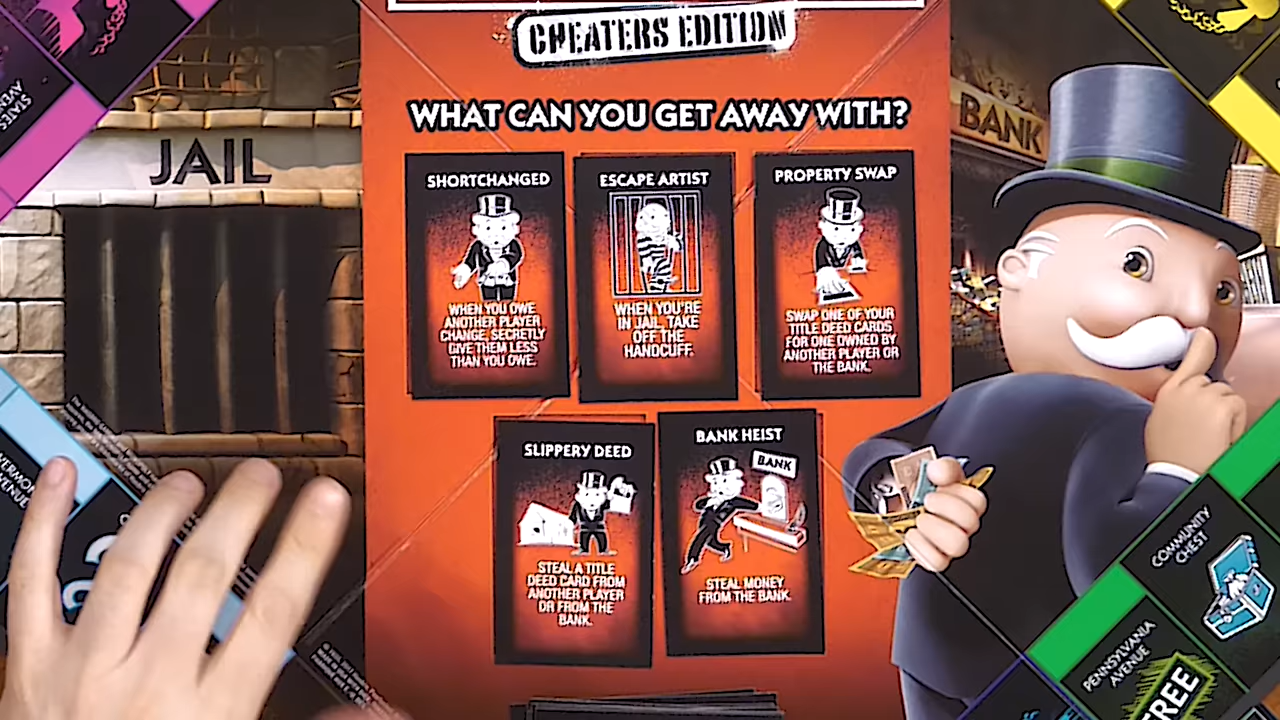 CHEATERS EDITION
WHAT CAN YOU GET AWAY WITH?
JAIL
BANK
STATES
AVENUE
SHORTCHANGED
WHEN YOU OWE
ANOTHER PLAYER
CHANGE, SECRETLY
GIVE THEM LESS
THAN YOU OWE.
ESCAPE ARTIST
WHEN YOU'RE
IN JAIL, TAKE
OFF THE
HANDCUFF.
PROPERTY SWAP
SWAP ONE OF YOUR
TITLE DEED CARDS
FOR ONE OWNED BY
ANOTHER PLAYER OR
THE BANK.
SLIPPERY DEED
STEAL A TITLE
DEED CARD FROM
ANOTHER PLAYER
OR FROM THE
BANK.
BANK HEIST
BANK
STEAL MONEY
FROM THE BANK.
VERMONT
AVENUE
COMMUNITY
CHEST
PENNSYLVANIA
AVENUE
FREE